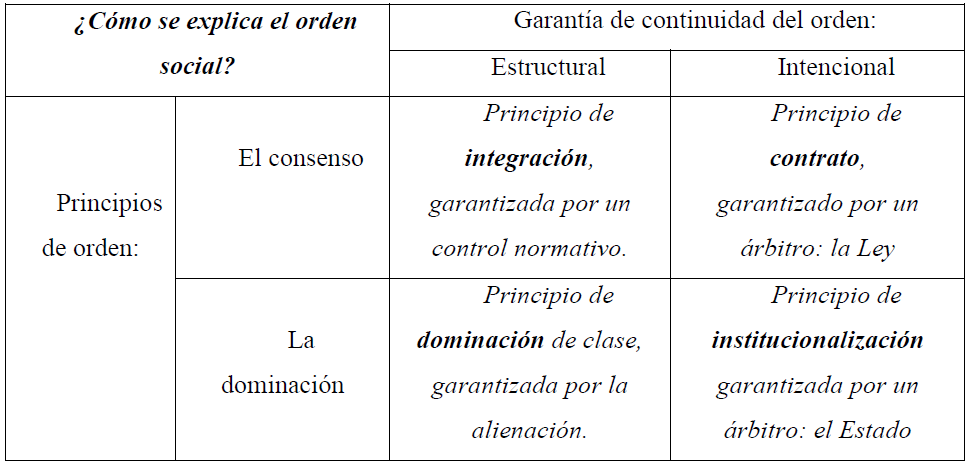 ¿Cómo se explica el orden
social?
Garantía de continuidad del orden:
Estructural
Intencional
Principios
de orden:
El consenso
Principio de
integración,
garantizada por un
control normativo.
Principio de
contrato,
garantizado por un
árbitro: la Ley
La
dominación
Principio de
dominación de clase,
garantizada por la
alienación.
Principio de
institucionalización
garantizada por un
árbitro: el Estado